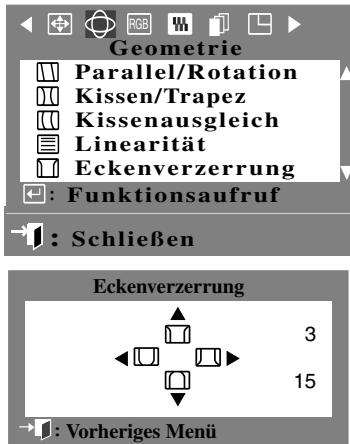 RGB
Geometrie
Parallel/Rotation
Kissen/Trapez
Kissenausgleich
Linearität
Eckenverzerrung
: Funktionsaufruf
: Schließen
Eckenverzerrung
3
15
: Vorheriges Menü